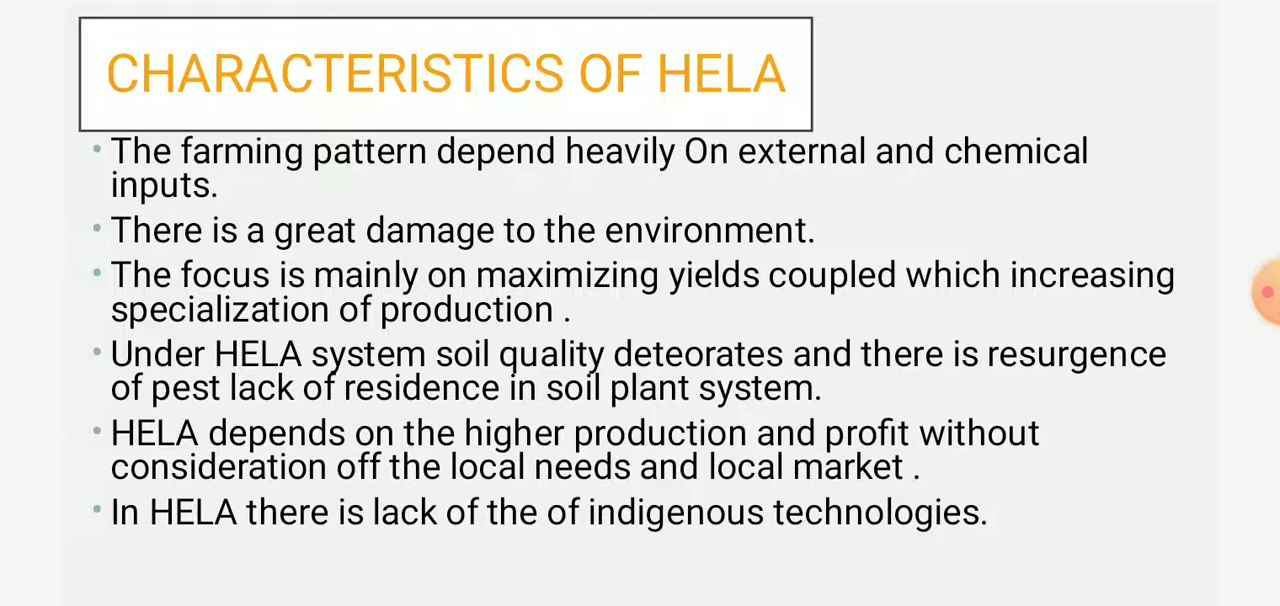 CHARACTERISTICS OF HELA
• The farming pattern depend heavily On external and chemical
inputs.
• There is a great damage to the environment.
• The focus is mainly on maximizing yields coupled which increasing
specialization of production .
• Under HELA system soil quality deteorates and there is resurgence
of pest lack of residence in soil plant system.
• HELA depends on the higher production and profit without
consideration off the local needs and local market .
• In HELA there is lack of the of indigenous technologies.